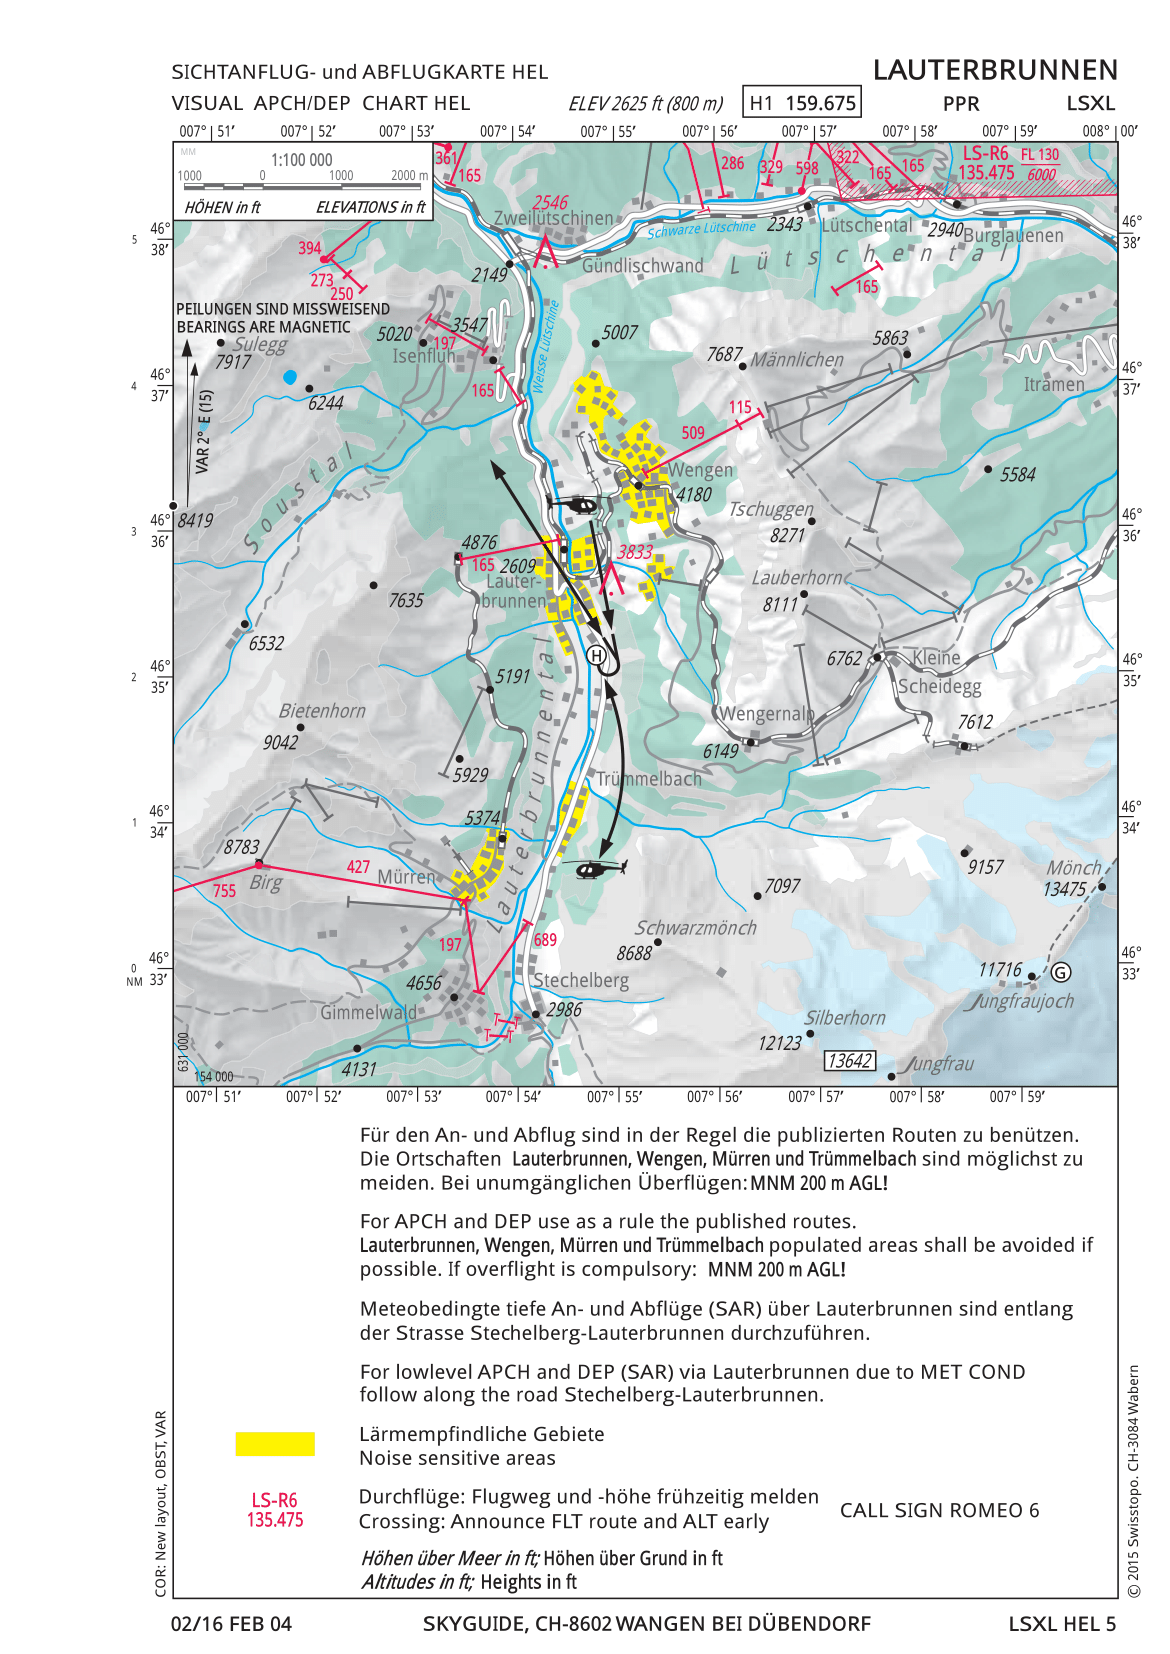 SICHTANFLUG- und ABFLUGKARTE HEL
LAUTERBRUNNEN
VISUAL APCH/DEP CHART HEL
ELEV 2625 ft (800 m)
H1 159.675
PPR
LSXL
007° 51′ 007° 52′ 007° 53′ 007° 54′ 007° 55′ 007° 56′ 007° 57′ 007° 58′ 007° 59′ 008° 00′
MM
1:100 000
1000 0 1000 2000 m
HÖHEN in ft ELEVATIONS in ft
361
165
286
329
598
322
165
165
LS-R6 FL 130
135.475 6000
2546
Zweilütschinen
Schwarze Lütschine
2343
Lütschental
2940
Burglauenen
5 46° 38′
46° 38′
394
273
250
2149
Gündlischwand
Lütschental
165
PEILUNGEN SIND MISSWEISEND
BEARINGS ARE MAGNETIC
Sulegg
7917
5020
3547
197
Isenfluh
Weisse Lütschine
5007
7687
Männlichen
5863
Itramen
4 46° 37′
46° 37′
6244
165
VAR 2° E (15)
115
509
Wengen
4180
5584
Soustal
8419
Tschuggen
8271
3 46° 36′
46° 36′
4876
165
2609
3833
Lauter-
brunnen
Lauberhorn
8111
7635
6532
H
6762
Kleine
Scheidegg
2 46° 35′
46° 35′
5191
Bietenhorn
9042
Wengernalp
6149
7612
5929
Trümmelbach
Lauterbrunnental
1 46° 34′
46° 34′
5374
8783
Birg
427
755
Mürren
7097
9157
Mönch
13475
Schwarzmönch
8688
197
689
0 46° 33′
NM
46° 33′
4656
Stechelberg
11716
G
Jungfraujoch
Gimmelwald
2986
Silberhorn
12123
13642
Jungfrau
4131
631 000
154 000
007° 51′ 007° 52′ 007° 53′ 007° 54′ 007° 55′ 007° 56′ 007° 57′ 007° 58′ 007° 59′
Für den An- und Abflug sind in der Regel die publizierten Routen zu benützen.
Die Ortschaften Lauterbrunnen, Wengen, Mürren und Trümmelbach sind möglichst zu
meiden. Bei unumgänglichen Überflügen: MNM 200 m AGL!
For APCH and DEP use as a rule the published routes.
Lauterbrunnen, Wengen, Mürren und Trümmelbach populated areas shall be avoided if
possible. If overflight is compulsory: MNM 200 m AGL!
Meteobedingte tiefe An- und Abflüge (SAR) über Lauterbrunnen sind entlang
der Strasse Stechelberg-Lauterbrunnen durchzuführen.
For lowlevel APCH and DEP (SAR) via Lauterbrunnen due to MET COND
follow along the road Stechelberg-Lauterbrunnen.
Lärmempfindliche Gebiete
Noise sensitive areas
LS-R6
135.475
Durchflüge: Flugweg und -höhe frühzeitig melden
Crossing: Announce FLT route and ALT early
CALL SIGN ROMEO 6
Höhen über Meer in ft; Höhen über Grund in ft
Altitudes in ft; Heights in ft
COR: New layout, OBST, VAR
© 2015 Swisstopo. CH-3084 Wabern
02/16 FEB 04
SKYGUIDE, CH-8602 WANGEN BEI DÜBENDORF
LSXL HEL 5